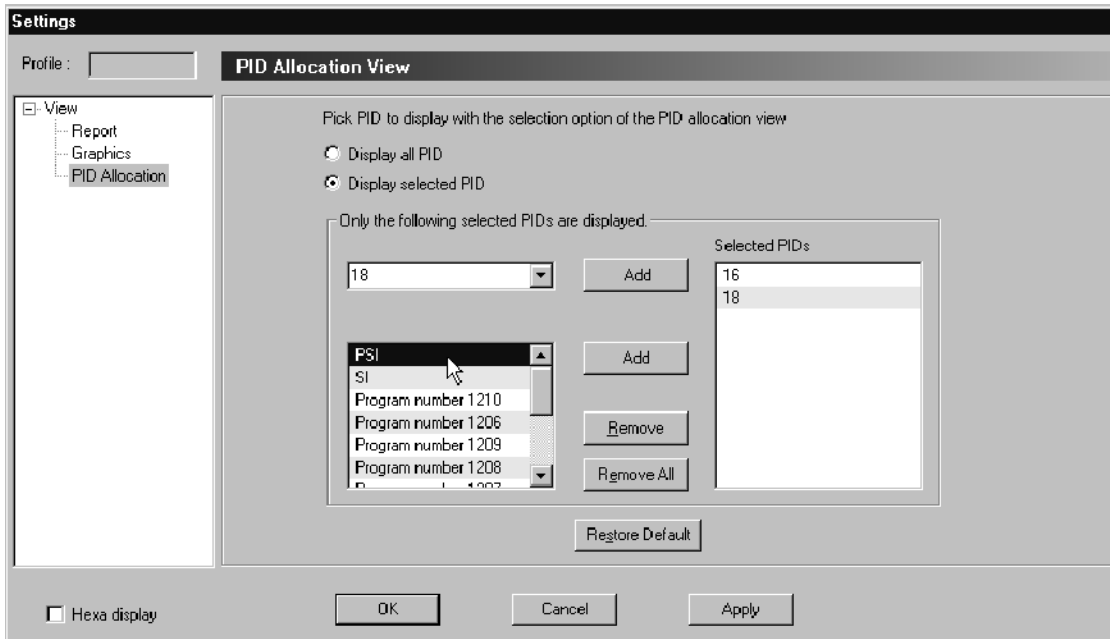 Settings
Profile :
PID Allocation View
View
Report
Graphics
PID Allocation
Pick PID to display with the selection option of the PID allocation view
Display all PID
Display selected PID
Only the following selected PIDs are displayed.
Selected PIDs
18
Add
16
18
PSI
SI
Program number 1210
Program number 1206
Program number 1209
Program number 1208
Add
Remove
Remove All
Restore Default
Hexa display
OK
Cancel
Apply